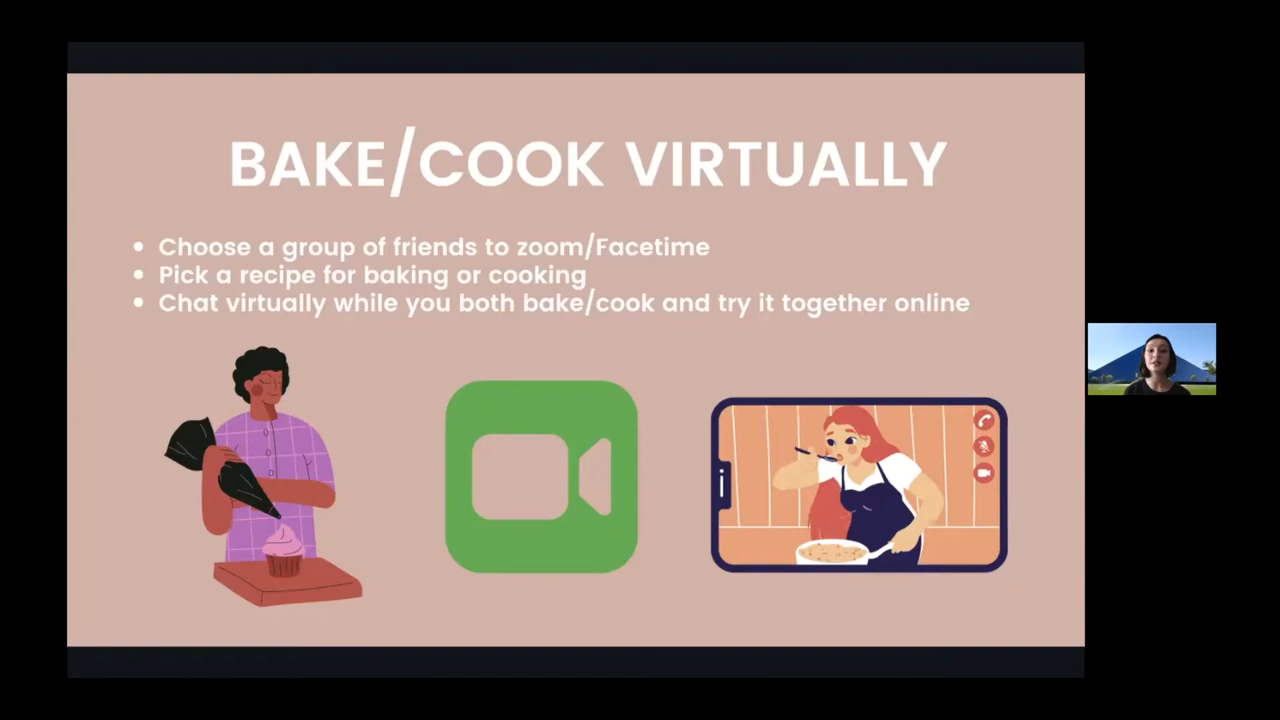 BAKE/COOK VIRTUALLY
Choose a group of friends to zoom/Facetime
Pick a recipe for baking or cooking
Chat virtually while you both bake/cook and try it together online